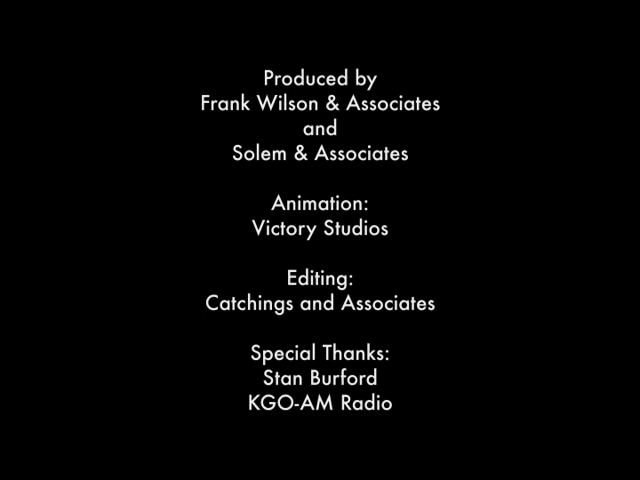 Produced by
Frank Wilson & Associates
and
Solem & Associates
Animation:
Victory Studios
Editing:
Catchings and Associates
Special Thanks:
Stan Burford
KGO-AM Radio